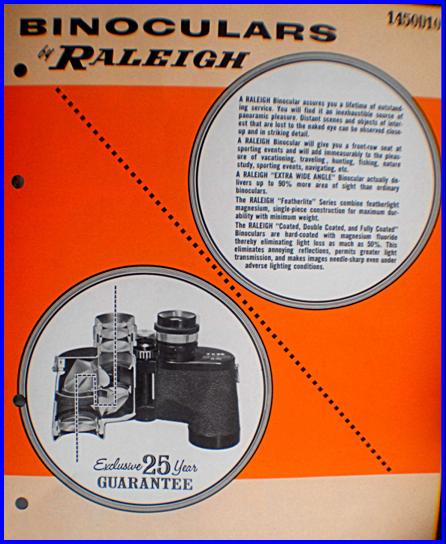 BINOCULARS
by RALEIGH
1450010
A RALEIGH Binocular assures you a lifetime of outstand-
ing service. You will find it an inexhaustible source of
panoramic pleasure. Distant scenes and objects of inter-
est that are lost to the naked eye can be observed close-
up and in striking detail.
A RALEIGH Binocular will give you a front-row seat at
sporting events and will add immeasurably to the pleas-
ure of vacationing, traveling, hunting, fishing, nature
study, sporting events, navigating, etc.
A RALEIGH "EXTRA WIDE ANGLE" Binocular actually de-
livers up to 90% more area of sight than ordinary
binoculars.
The RALEIGH "Featherlite" Series combine featherlight
magnesium, single-piece construction for maximum dur-
ability with minimum weight.
The RALEIGH "Coated, Double Coated, and Fully Coated"
Binoculars are hard-coated with magnesium fluoride
thereby eliminating light loss as much as 50%. This
eliminates annoying reflections, permits greater light
transmission, and makes images needle-sharp even under
adverse lighting conditions.
Exclusive 25 Year
GUARANTEE